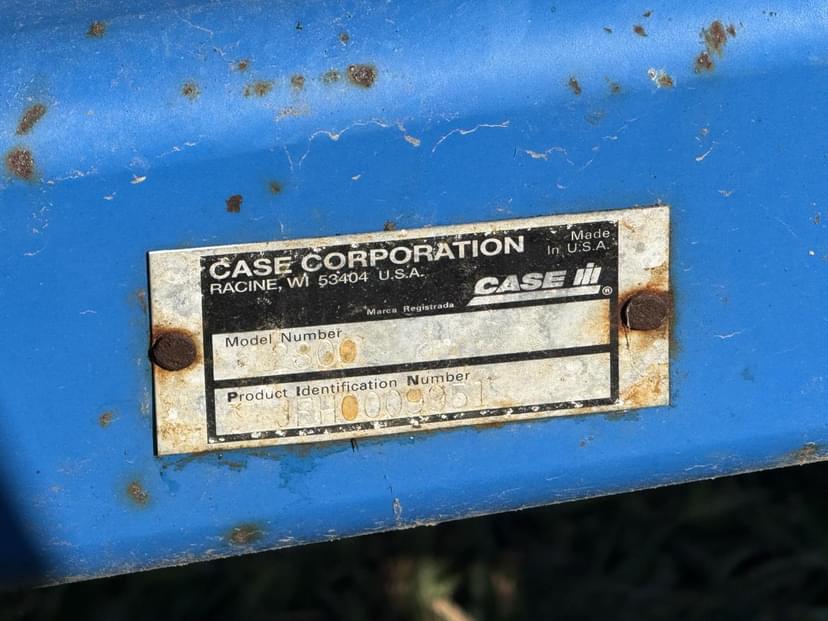 CASE CORPORATION
Made
In U.S.A.
RACINE, WI 53404 U.S.A.
CASE IH®
Marca Registrada
Model Number
Product Identification Number